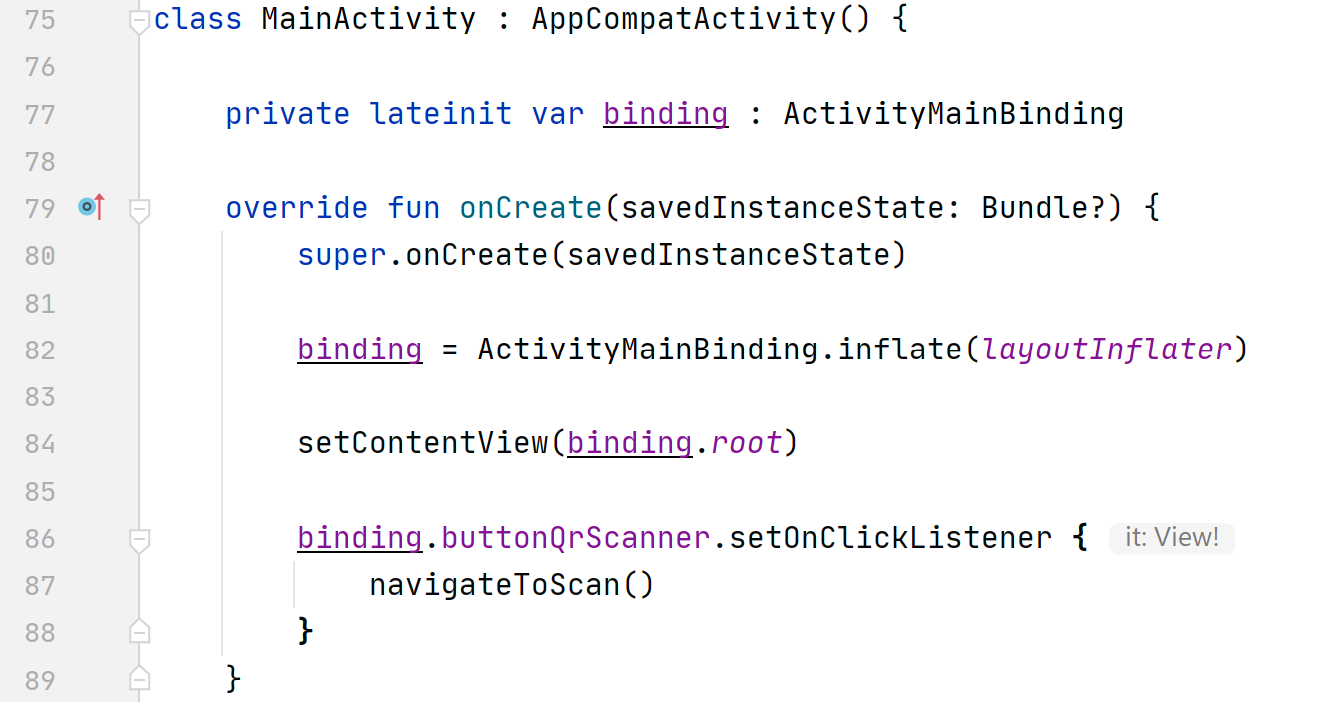 75 class MainActivity : AppCompatActivity() {
76
77     private lateinit var binding : ActivityMainBinding
78
79     override fun onCreate(savedInstanceState: Bundle?) {
80         super.onCreate(savedInstanceState)
81
82         binding = ActivityMainBinding.inflate(layoutInflater)
83
84         setContentView(binding.root)
85
86         binding.buttonQrScanner.setOnClickListener { it: View!
87             navigateToScan()
88         }
89     }